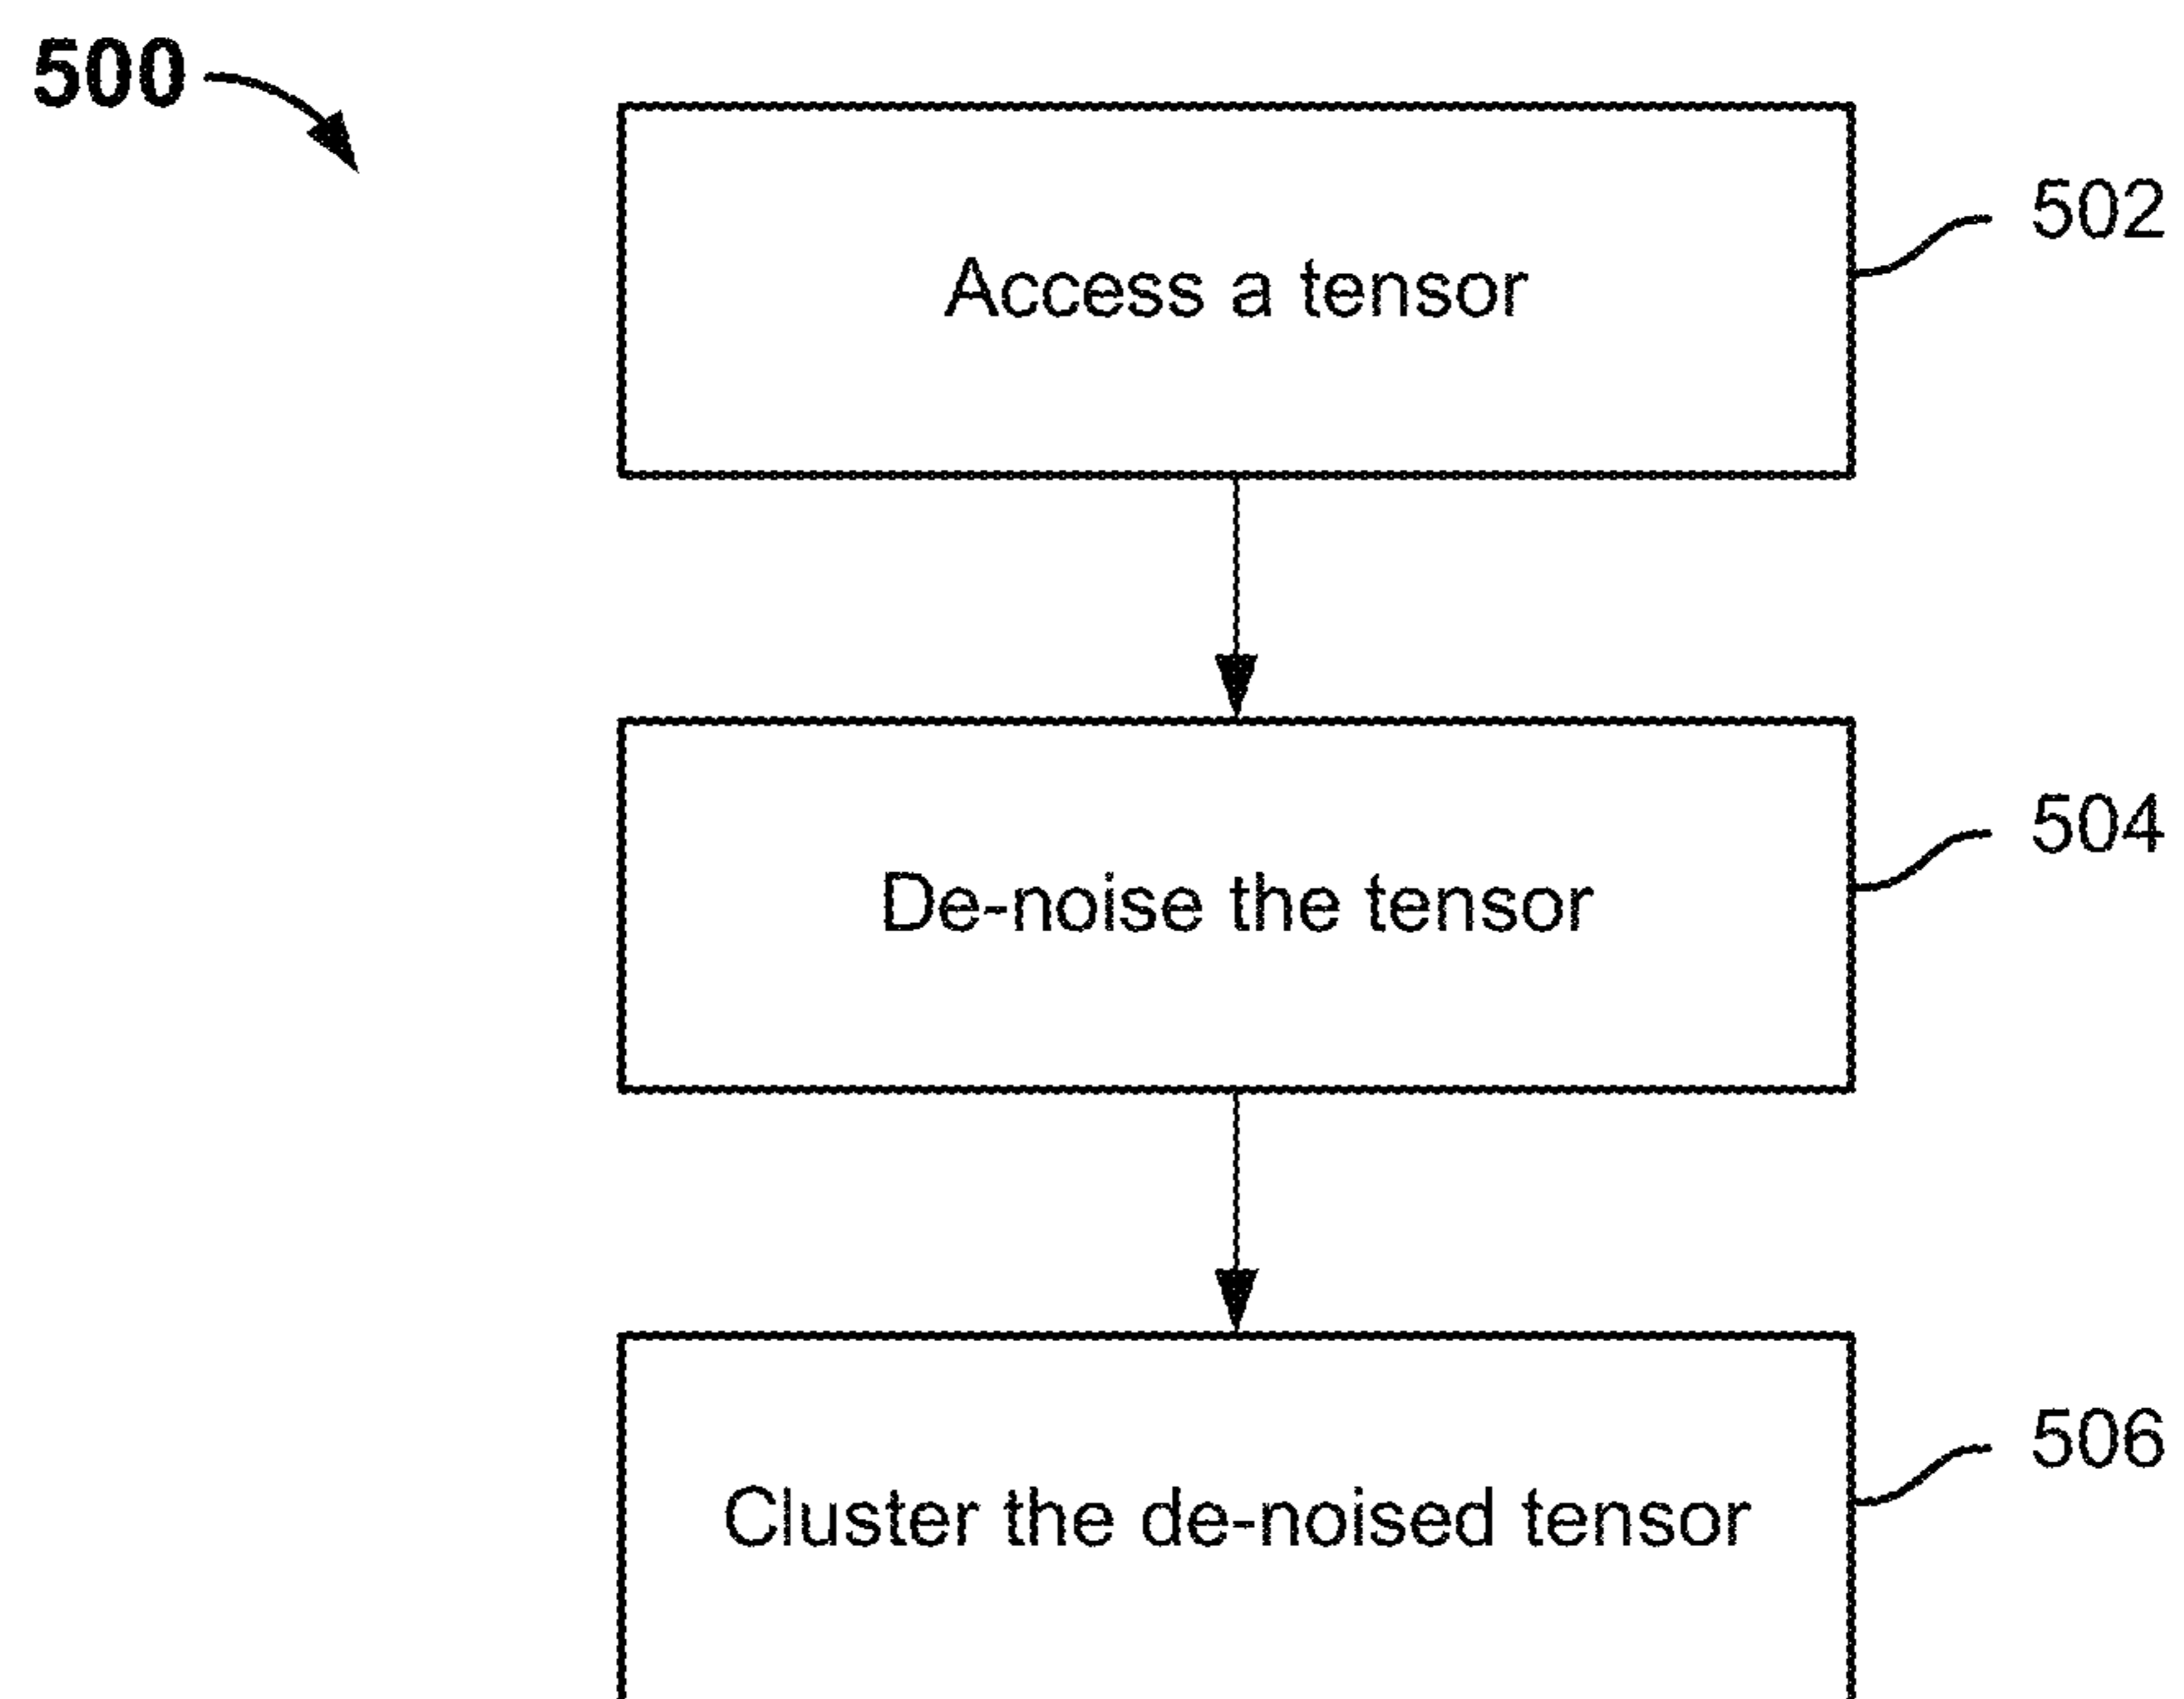 500
Access a tensor
502
De-noise the tensor
504
Cluster the de-noised tensor
506